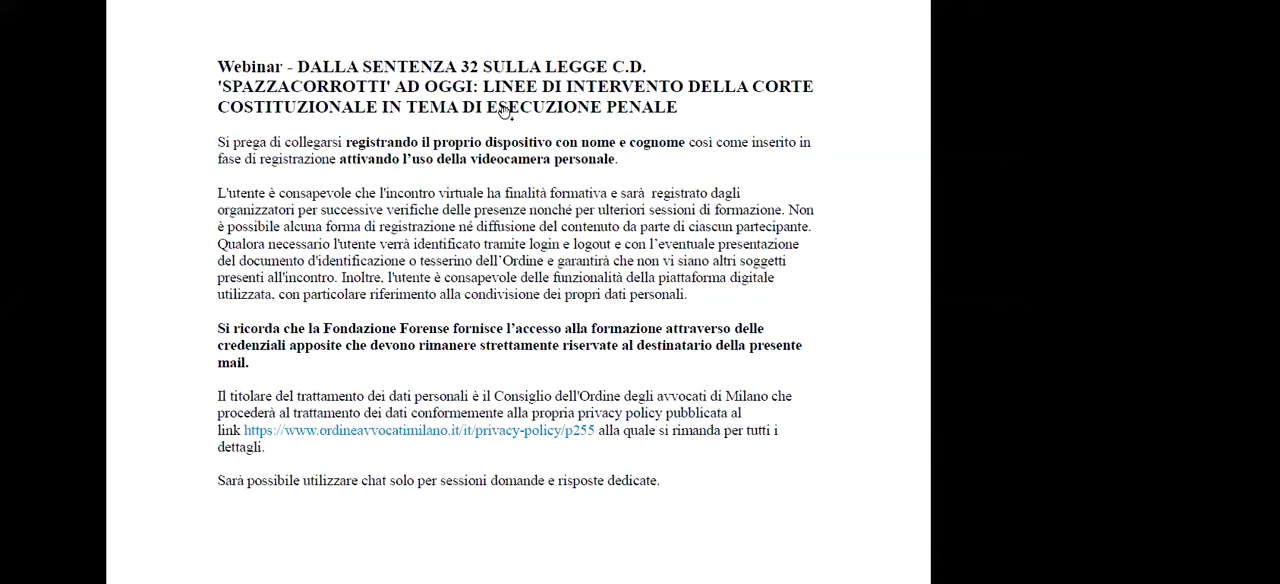 Webinar - DALLA SENTENZA 32 SULLA LEGGE C.D.
'SPAZZACORROTTI' AD OGGI: LINEE DI INTERVENTO DELLA CORTE
COSTITUZIONALE IN TEMA DI ESECUZIONE PENALE
Si prega di collegarsi registrando il proprio dispositivo con nome e cognome così come inserito in
fase di registrazione attivando l’uso della videocamera personale.
L'utente è consapevole che l'incontro virtuale ha finalità formativa e sarà registrato dagli
organizzatori per successive verifiche delle presenze nonché per ulteriori sessioni di formazione. Non
è possibile alcuna forma di registrazione né diffusione del contenuto da parte di ciascun partecipante.
Qualora necessario l'utente verrà identificato tramite login e logout e con l’eventuale presentazione
del documento d'identificazione o tesserino dell’Ordine e garantirà che non vi siano altri soggetti
presenti all'incontro. Inoltre, l'utente è consapevole delle funzionalità della piattaforma digitale
utilizzata, con particolare riferimento alla condivisione dei propri dati personali.
Si ricorda che la Fondazione Forense fornisce l’accesso alla formazione attraverso delle
credenziali apposite che devono rimanere strettamente riservate al destinatario della presente
mail.
Il titolare del trattamento dei dati personali è il Consiglio dell'Ordine degli avvocati di Milano che
procederà al trattamento dei dati conformemente alla propria privacy policy pubblicata al
link https://www.ordineavvocatimilano.it/it/privacy-policy/p255 alla quale si rimanda per tutti i
dettagli.
Sarà possibile utilizzare chat solo per sessioni domande e risposte dedicate.